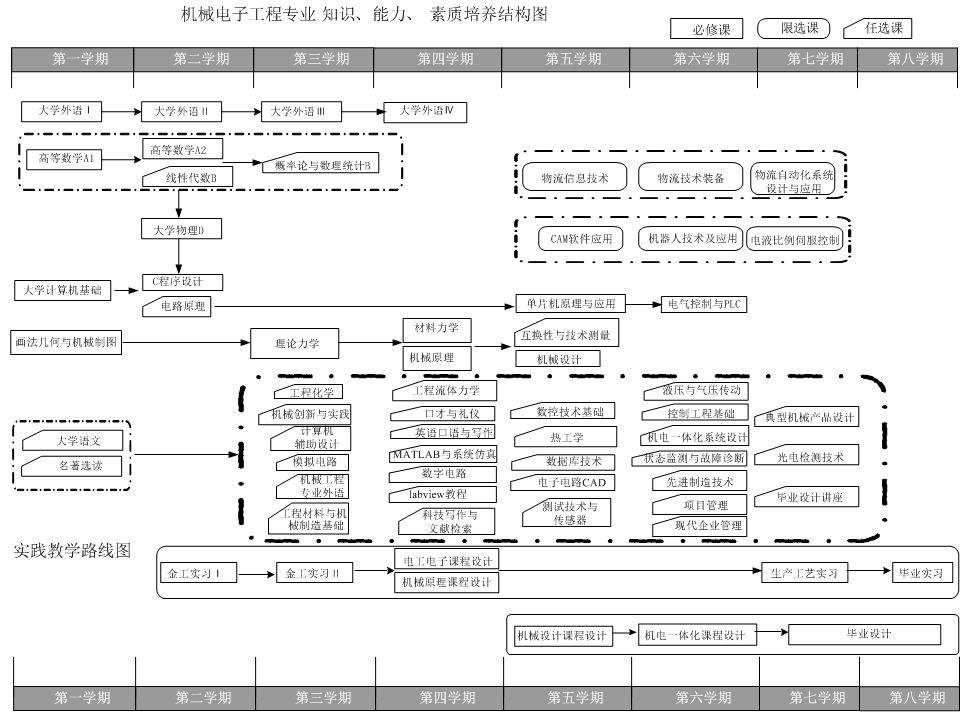 机械电子工程专业 知识、能力、 素质培养结构图
必修课
限选课
任选课
第一学期
第二学期
第三学期
第四学期
第五学期
第六学期
第七学期
第八学期
大学外语Ⅰ
大学外语Ⅱ
大学外语Ⅲ
大学外语Ⅳ
高等数学A1
高等数学A2
线性代数B
概率论与数理统计B
物流信息技术
物流技术装备
物流自动化系统
设计与应用
大学物理D
CAM软件应用
机器人技术及应用
电液比例伺服控制
大学计算机基础
C程序设计
电路原理
单片机原理与应用
电气控制与PLC
画法几何与机械制图
理论力学
材料力学
机械原理
互换性与技术测量
机械设计
大学语文
名著选读
工程化学
机械创新与实践
计算机
辅助设计
模拟电路
机械工程
专业外语
工程材料与机
械制造基础
工程流体力学
口才与礼仪
英语口语与写作
MATLAB与系统仿真
数字电路
labview教程
科技写作与
文献检索
数控技术基础
热工学
数据库技术
电子电路CAD
测试技术与
传感器
液压与气压传动
控制工程基础
机电一体化系统设计
状态监测与故障诊断
先进制造技术
项目管理
现代企业管理
典型机械产品设计
光电检测技术
毕业设计讲座
实践教学路线图
金工实习Ⅰ
金工实习Ⅱ
电工电子课程设计
机械原理课程设计
生产工艺实习
毕业实习
机械设计课程设计
机电一体化课程设计
毕业设计
第一学期
第二学期
第三学期
第四学期
第五学期
第六学期
第七学期
第八学期